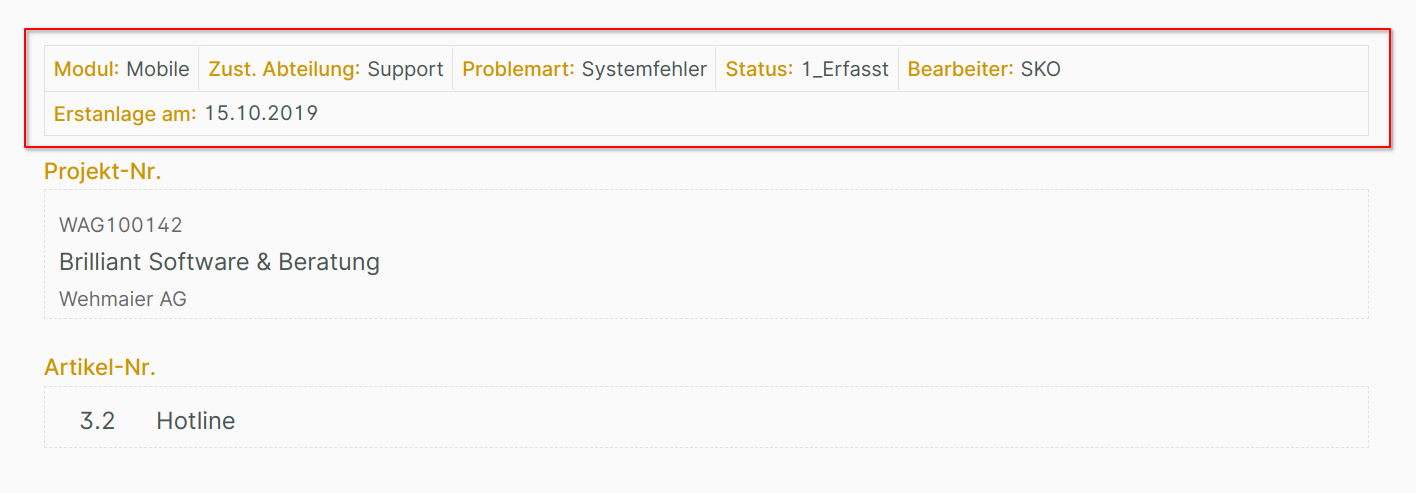 Modul: Mobile Zust. Abteilung: Support Problemart: Systemfehler Status: 1_Erfasst Bearbeiter: SKO
Erstanlage am: 15.10.2019
Projekt-Nr.
WAG100142
Brilliant Software & Beratung
Wehmaier AG
Artikel-Nr.
3.2 Hotline